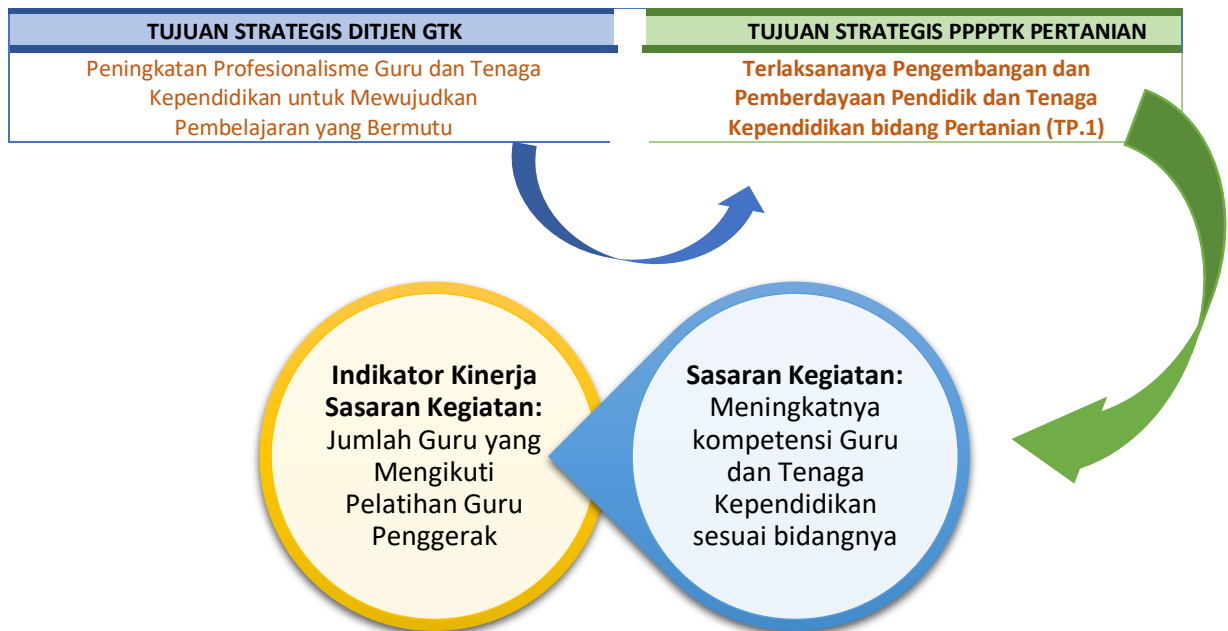 TUJUAN STRATEGIS DITJEN GTK
Peningkatan Profesionalisme Guru dan Tenaga
Kependidikan untuk Mewujudkan
Pembelajaran yang Bermutu
TUJUAN STRATEGIS PPPPTK PERTANIAN
Terlaksananya Pengembangan dan
Pemberdayaan Pendidik dan Tenaga
Kependidikan bidang Pertanian (TP.1)
Indikator Kinerja
Sasaran Kegiatan:
Jumlah Guru yang
Mengikuti
Pelatihan Guru
Penggerak
Sasaran Kegiatan:
Meningkatnya
kompetensi Guru
dan Tenaga
Kependidikan
sesuai bidangnya